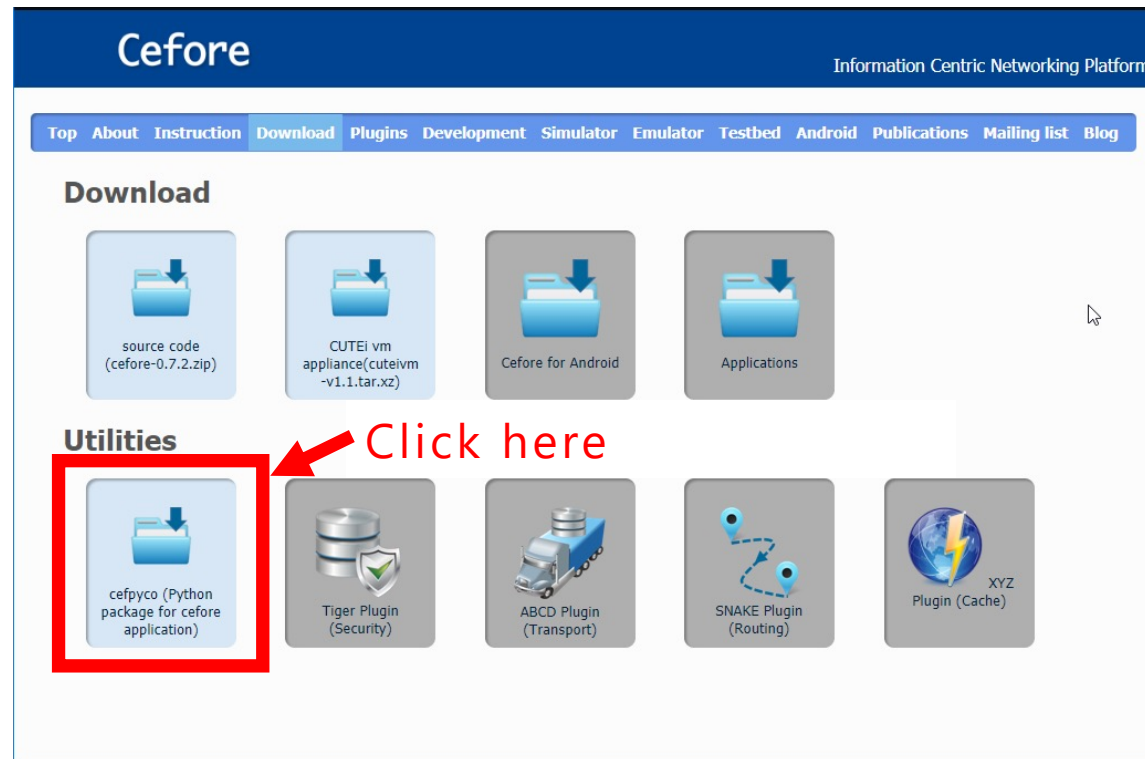 Cefore
Information Centric Networking Platform
Top About Instruction Download Plugins Development Simulator Emulator Testbed Android Publications Mailing list Blog
Download
source code
(cefore-0.7.2.zip)
CUTEi vm
appliance(cuteivm
-v1.1.tar.xz)
Cefore for Android
Applications
Utilities
Click here
cefpyco (Python
package for cefore
application)
Tiger Plugin
(Security)
ABCD Plugin
(Transport)
SNAKE Plugin
(Routing)
XYZ
Plugin (Cache)